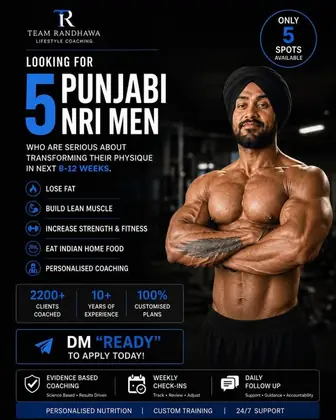 TR
TEAM RANDHAWA
LIFESTYLE COACHING
ONLY
5
SPOTS
AVAILABLE
LOOKING FOR
5 PUNJABI
NRI MEN
WHO ARE SERIOUS ABOUT
TRANSFORMING THEIR PHYSIQUE
IN NEXT 8-12 WEEKS.
LOSE FAT
BUILD LEAN MUSCLE
INCREASE STRENGTH & FITNESS
EAT INDIAN HOME FOOD
PERSONALISED COACHING
2200+
CLIENTS
COACHED
10+
YEARS OF
EXPERIENCE
100%
CUSTOMISED
PLANS
DM "READY"
TO APPLY TODAY!
EVIDENCE BASED
COACHING
Science Based • Results Driven
WEEKLY
CHECK-INS
Track • Review • Adjust
DAILY
FOLLOW UP
Support • Guidance • Accountability
PERSONALISED NUTRITION | CUSTOM TRAINING | 24/7 SUPPORT